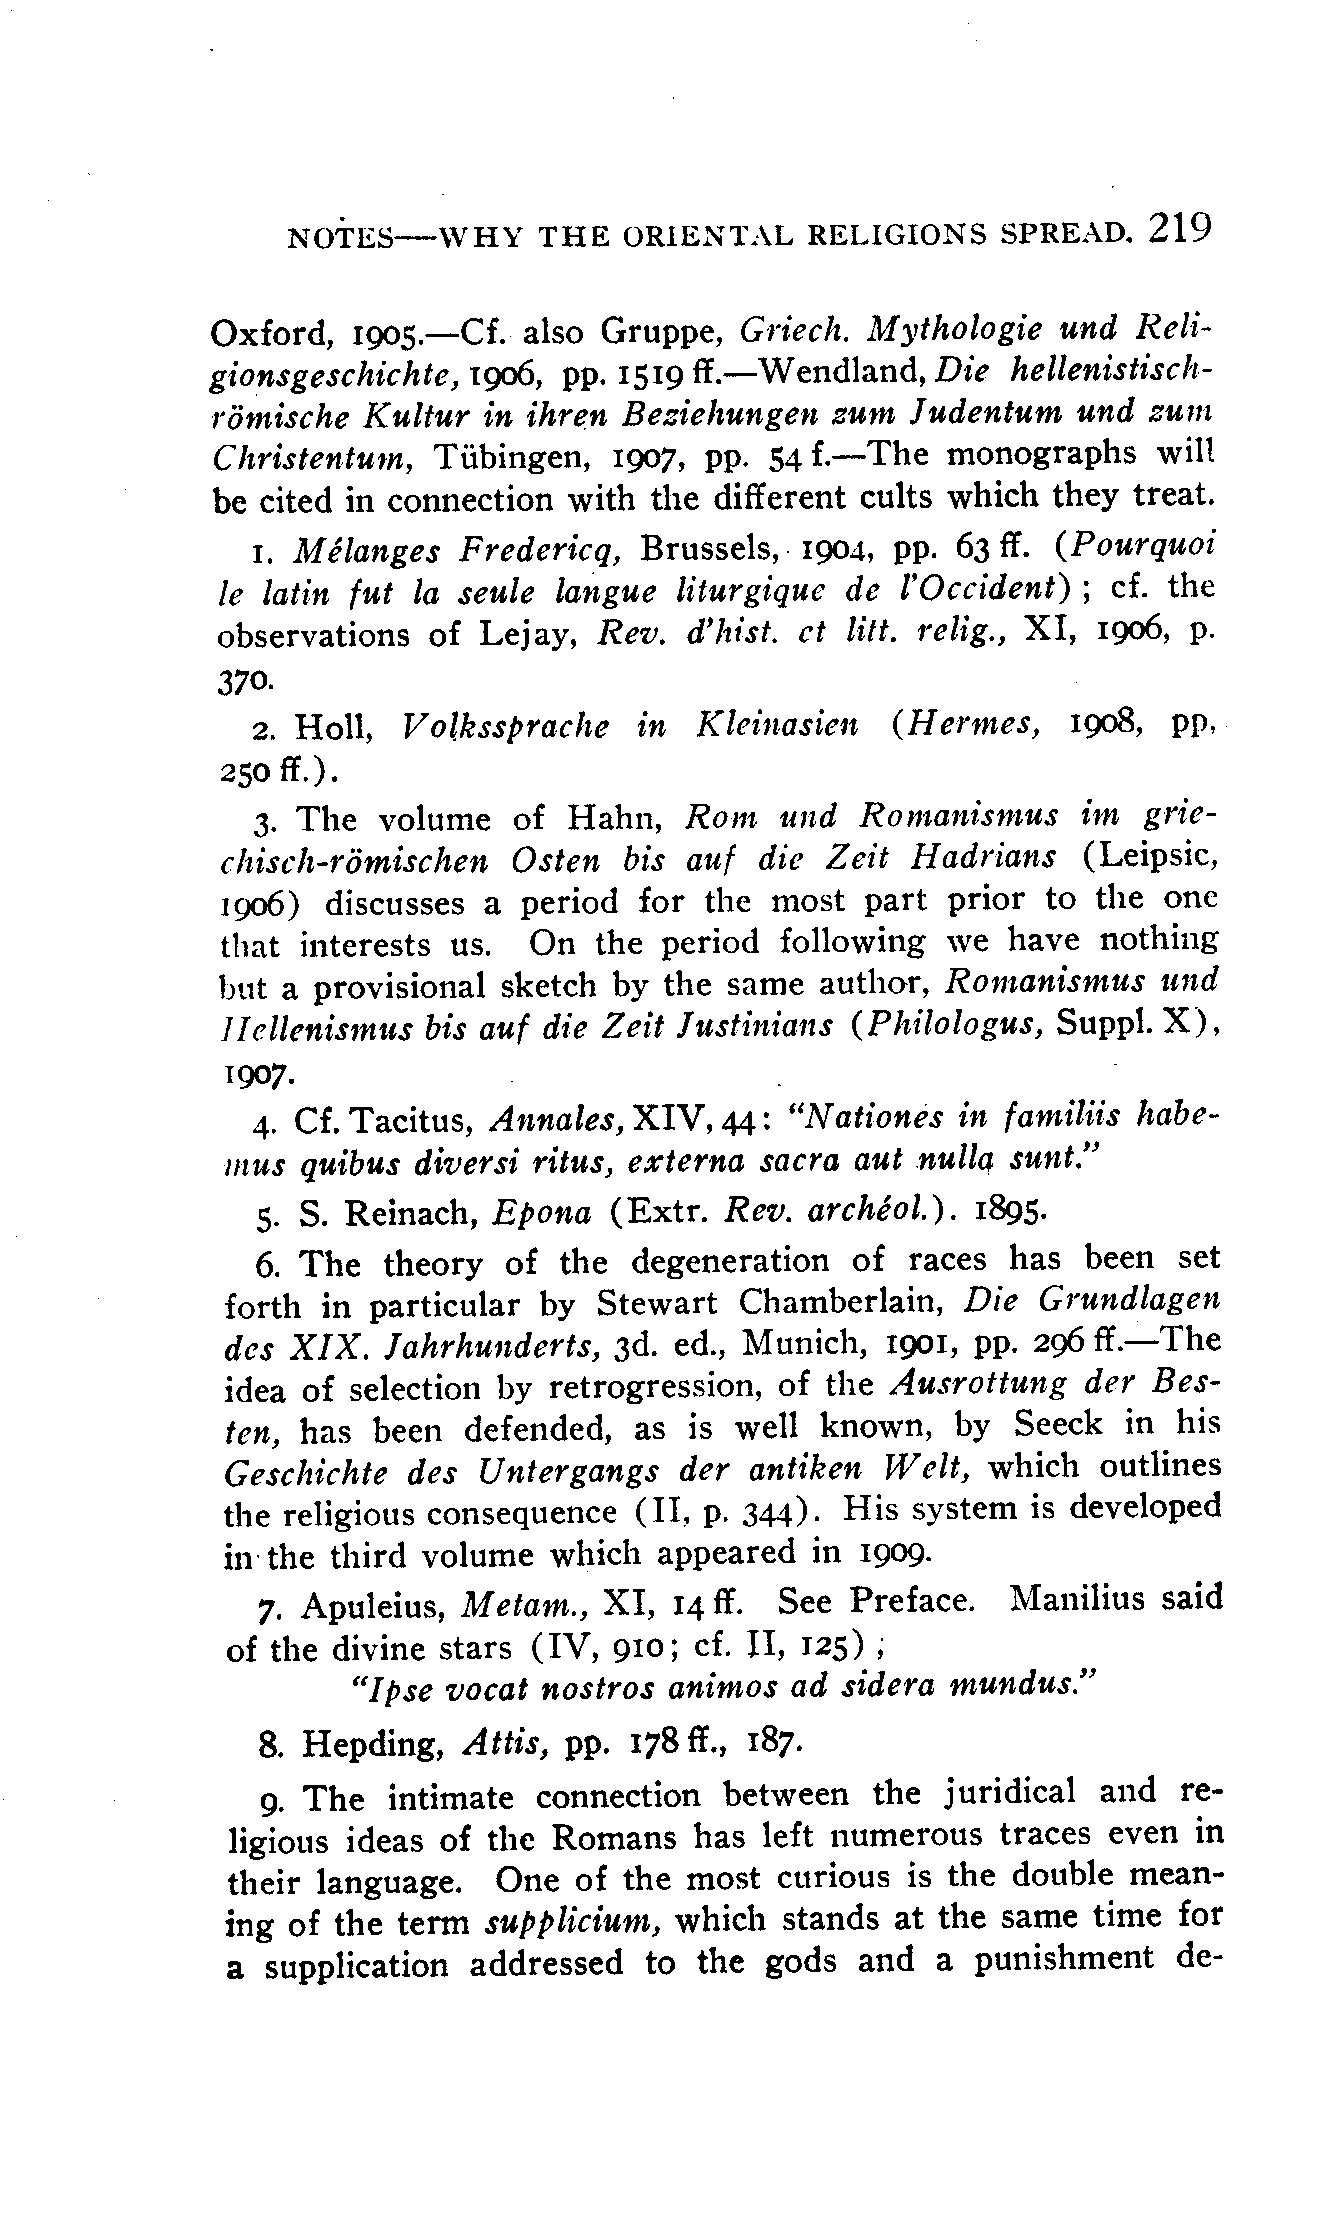 NOTES—WHY THE ORIENTAL RELIGIONS SPREAD. 219
Oxford, 1905.—Cf. also Gruppe, Griech. Mythologie und Reli-
gionsgeschichte, 1906, pp. 1519 ff.—Wendland, Die hellenistisch-
römische Kultur in ihren Beziehungen zum Judentum und zum
Christentum, Tübingen, 1907, pp. 54 f.—The monographs will
be cited in connection with the different cults which they treat.
1. Mélanges Fredericq, Brussels, 1904, pp. 63 ff. (Pourquoi
le latin fut la seule langue liturgique de l'Occident) ; cf. the
observations of Lejay, Rev. d'hist. et litt. relig., XI, 1906, p.
370.
2. Holl, Volkssprache in Kleinasien (Hermes, 1908, pp.
250 ff.).
3. The volume of Hahn, Rom und Romanismus im grie-
chisch-römischen Osten bis auf die Zeit Hadrians (Leipsic,
1906) discusses a period for the most part prior to the one
that interests us. On the period following we have nothing
but a provisional sketch by the same author, Romanismus und
Hellenismus bis auf die Zeit Justinians (Philologus, Suppl. X),
1907.
4. Cf. Tacitus, Annales, XIV, 44: "Nationes in familiis habe-
mus quibus diversi ritus, externa sacra aut nulla sunt."
5. S. Reinach, Epona (Extr. Rev. archéol.). 1895.
6. The theory of the degeneration of races has been set
forth in particular by Stewart Chamberlain, Die Grundlagen
des XIX. Jahrhunderts, 3d. ed., Munich, 1901, pp. 296 ff.—The
idea of selection by retrogression, of the Ausrottung der Bes-
ten, has been defended, as is well known, by Seeck in his
Geschichte des Untergangs der antiken Welt, which outlines
the religious consequence (II, p. 344). His system is developed
in the third volume which appeared in 1909.
7. Apuleius, Metam., XI, 14 ff. See Preface. Manilius said
of the divine stars (IV, 910; cf. II, 125) ;
"Ipse vocat nostros animos ad sidera mundus."
8. Hepding, Attis, pp. 178 ff., 187.
9. The intimate connection between the juridical and re-
ligious ideas of the Romans has left numerous traces even in
their language. One of the most curious is the double mean-
ing of the term supplicium, which stands at the same time for
a supplication addressed to the gods and a punishment de-